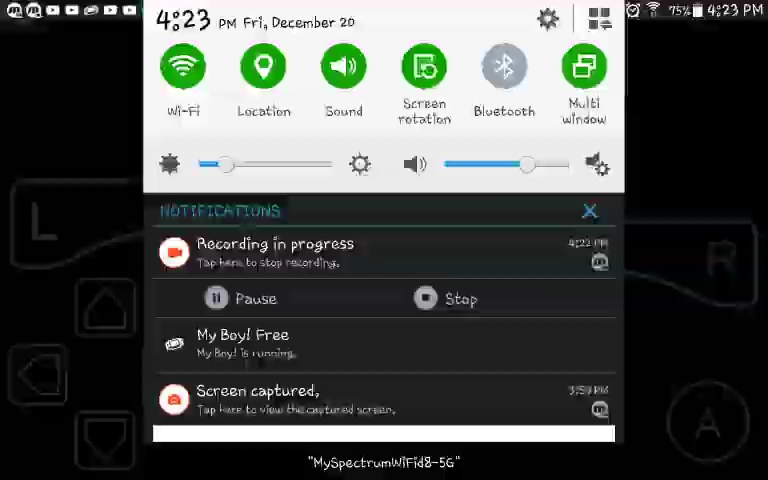 4:23 PM Fri, December 20
75% 4:23 PM
Wi-Fi
Location
Sound
Screen rotation
Bluetooth
Multi window
NOTIFICATIONS
Recording in progress
4:22 PM
Tap here to stop recording.
Pause
Stop
My Boy! Free
My Boy! is running.
Screen captured,
3:59 PM
Tap here to view the captured screen.
L
R
A
"MySpectrumWiFid8-5G"